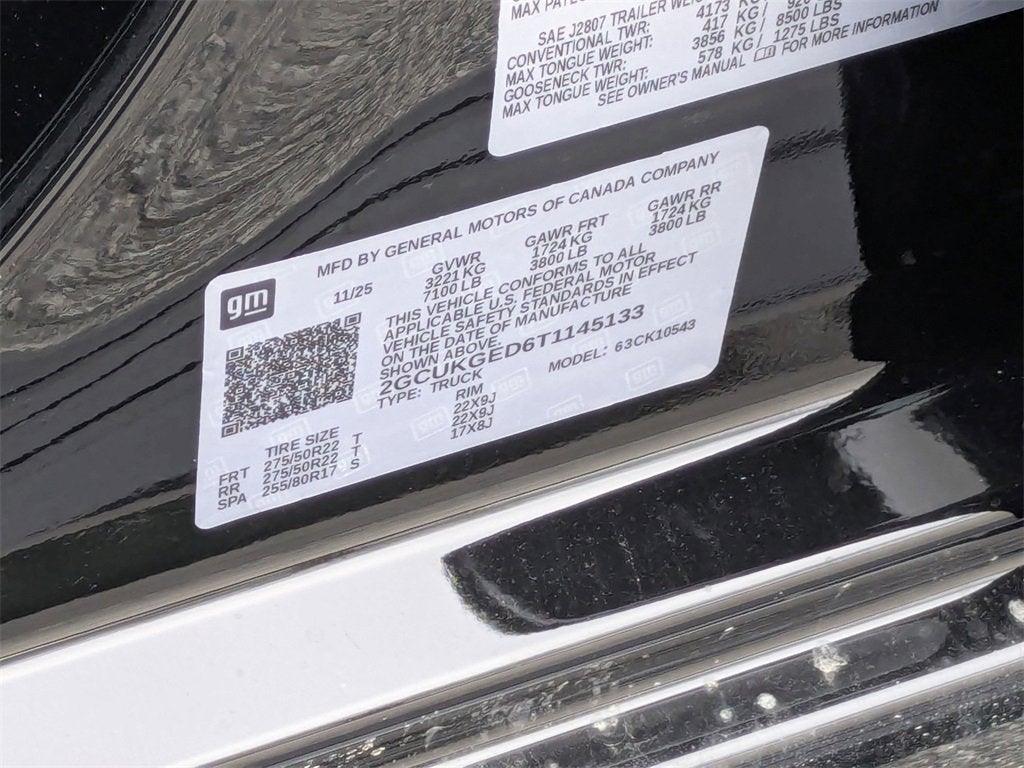 MAX PAYL
SAE J2807 TRAILER WEIG
CONVENTIONAL TWR: 4173 KG / 920
MAX TONGUE WEIGHT: 417 KG / 
GOOSENECK TWR: 3856 KG / 8500 LBS
MAX TONGUE WEIGHT: 578 KG / 1275 LBS
SEE OWNER'S MANUAL FOR MORE INFORMATION
MFD BY GENERAL MOTORS OF CANADA COMPANY
gm
11/25
GVWR GAWR FRT GAWR RR
3221 KG 1724 KG 1724 KG
7100 LB 3800 LB 3800 LB
THIS VEHICLE CONFORMS TO ALL
APPLICABLE U.S. FEDERAL MOTOR
VEHICLE SAFETY STANDARDS IN EFFECT
ON THE DATE OF MANUFACTURE
SHOWN ABOVE.
2GCUKGED6T1145133
TYPE: TRUCK MODEL: 63CK10543
TIRE SIZE RIM
FRT 275/50R22 T 22X9J
RR 275/50R22 T 22X9J
SPA 255/80R17 S 17X8J